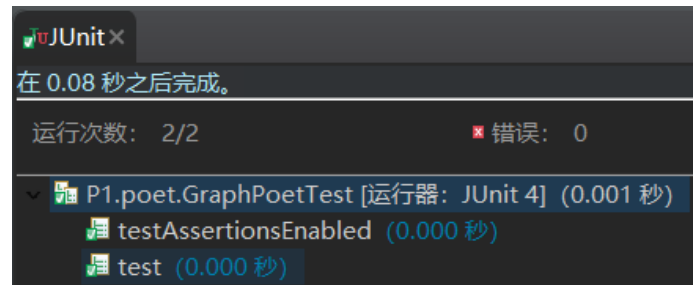 JUnit ×
在 0.08 秒之后完成。
运行次数： 2/2 错误： 0
P1.poet.GraphPoetTest [运行器：JUnit 4] (0.001 秒)
testAssertionsEnabled (0.000 秒)
test (0.000 秒)